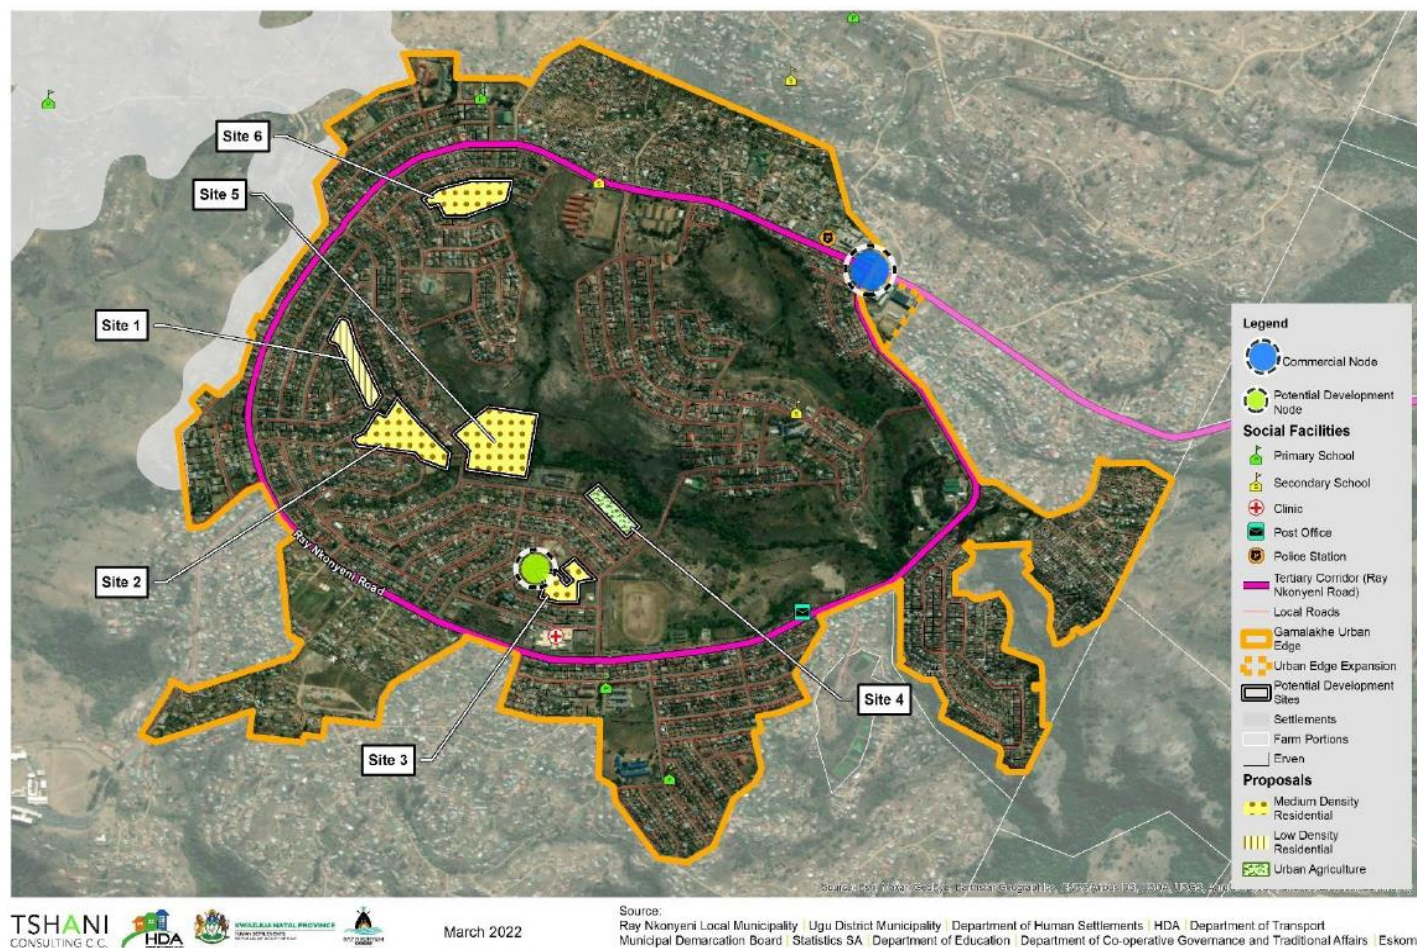 Site 6
Site 5
Site 1
Site 2
Site 3
Site 4
Ray Nkonyeni Road
Legend
Commercial Node
Potential Development
Node
Social Facilities
Primary School
Secondary School
Clinic
Post Office
Police Station
Tertiary Corridor (Ray
Nkonyeni Road)
Local Roads
Gamalakhe Urban
Edge
Urban Edge Expansion
Potential Development
Sites
Settlements
Farm Portions
Erven
Proposals
Medium Density
Residential
Low Density
Residential
Urban Agriculture
TSHANI
CONSULTING C.C.
HDA
KWAZULU-NATAL PROVINCE
HUMAN SETTLEMENTS
March 2022
Source:
Ray Nkonyeni Local Municipality | Ugu District Municipality | Department of Human Settlements | HDA | Department of Transport
Municipal Demarcation Board | Statistics SA | Department of Education | Department of Co-operative Governance and Traditional Affairs | Eskom